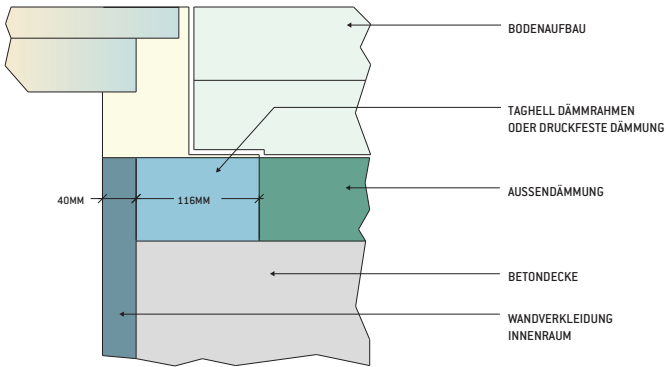 BODENAUFBAU
TAGHELL DÄMMRAHMEN
ODER DRUCKFESTE DÄMMUNG
AUSSENDÄMMUNG
40MM
116MM
BETONDECKE
WANDVERKLEIDUNG
INNENRAUM